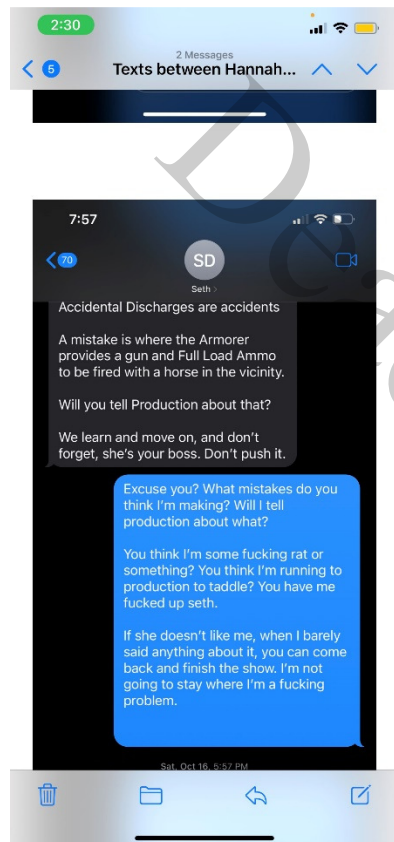 2:30
2 Messages
5
Texts between Hannah...
7:57
70
SD
Seth
Accidental Discharges are accidents
A mistake is where the Armorer
provides a gun and Full Load Ammo
to be fired with a horse in the vicinity.
Will you tell Production about that?
We learn and move on, and don't
forget, she's your boss. Don't push it.
Excuse you? What mistakes do you
think I'm making? Will I tell
production about what?
You think I'm some fucking rat or
something? You think I'm running to
production to taddle? You have me
fucked up seth.
If she doesn't like me, when I barely
said anything about it, you can come
back and finish the show. I'm not
going to stay where I'm a fucking
problem.
Sat, Oct 16, 5:57 PM